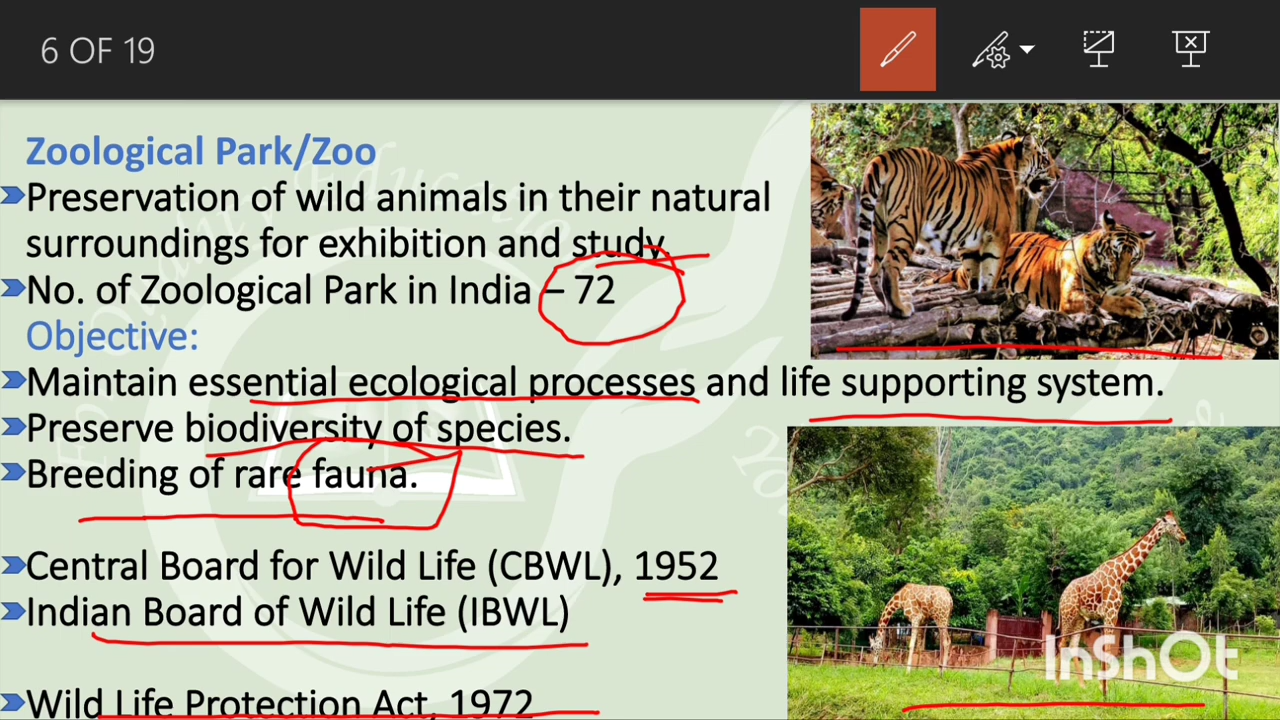 6 OF 19
Zoological Park/Zoo
Preservation of wild animals in their natural
surroundings for exhibition and study.
No. of Zoological Park in India – 72
Objective:
Maintain essential ecological processes and life supporting system.
Preserve biodiversity of species.
Breeding of rare fauna.
Central Board for Wild Life (CBWL), 1952
Indian Board of Wild Life (IBWL)
Wild Life Protection Act, 1972
InShOt